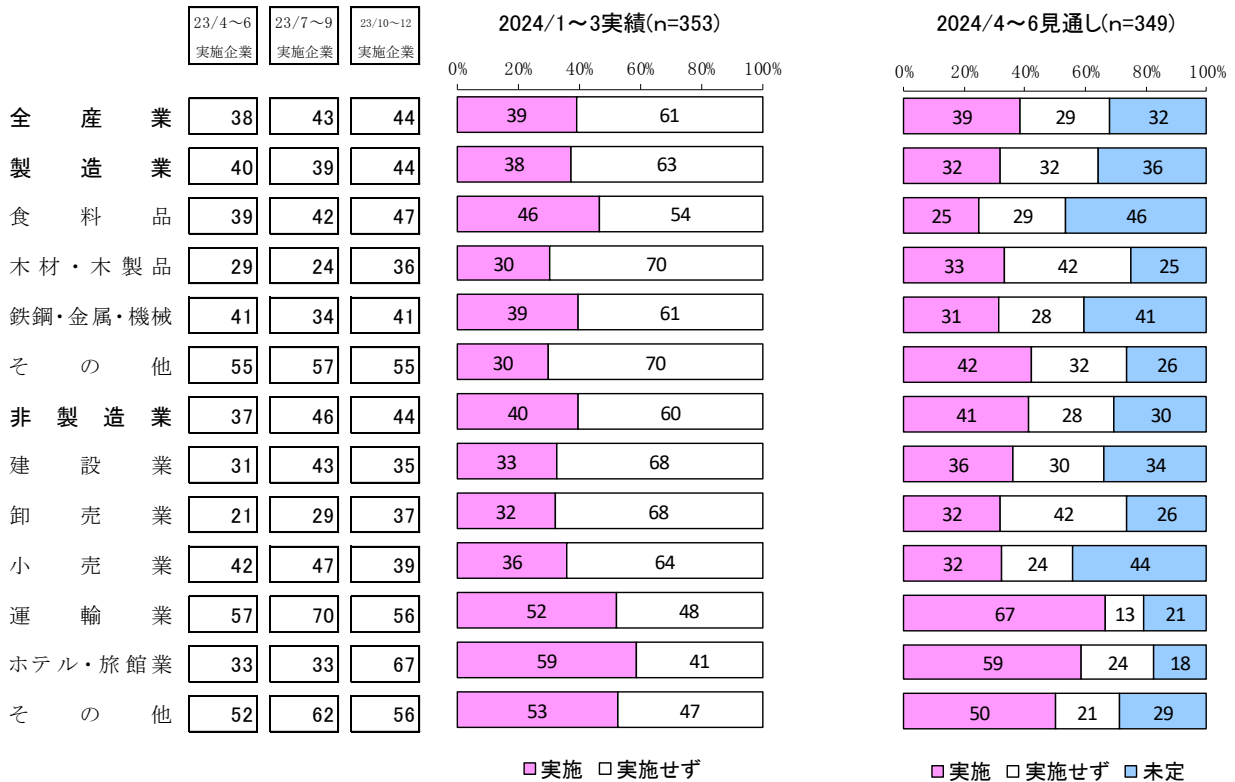 23/4～6 23/7～9 23/10～12 2024/1～3実績(n=353) 2024/4～6見通し(n=349)
実施企業 実施企業 実施企業
0% 20% 40% 60% 80% 100% 0% 20% 40% 60% 80% 100%
全産業 38 43 44 39 61 39 29 32
製造業 40 39 44 38 63 32 32 36
食料品 39 42 47 46 54 25 29 46
木材・木製品 29 24 36 30 70 33 42 25
鉄鋼・金属・機械 41 34 41 39 61 31 28 41
その他 55 57 55 30 70 42 32 26
非製造業 37 46 44 40 60 41 28 30
建設業 31 43 35 33 68 36 30 34
卸売業 21 29 37 32 68 32 42 26
小売業 42 47 39 36 64 32 24 44
運輸業 57 70 56 52 48 67 13 21
ホテル・旅館業 33 33 67 59 41 59 24 18
その他 52 62 56 53 47 50 21 29
実施 実施せず 実施 実施せず 未定